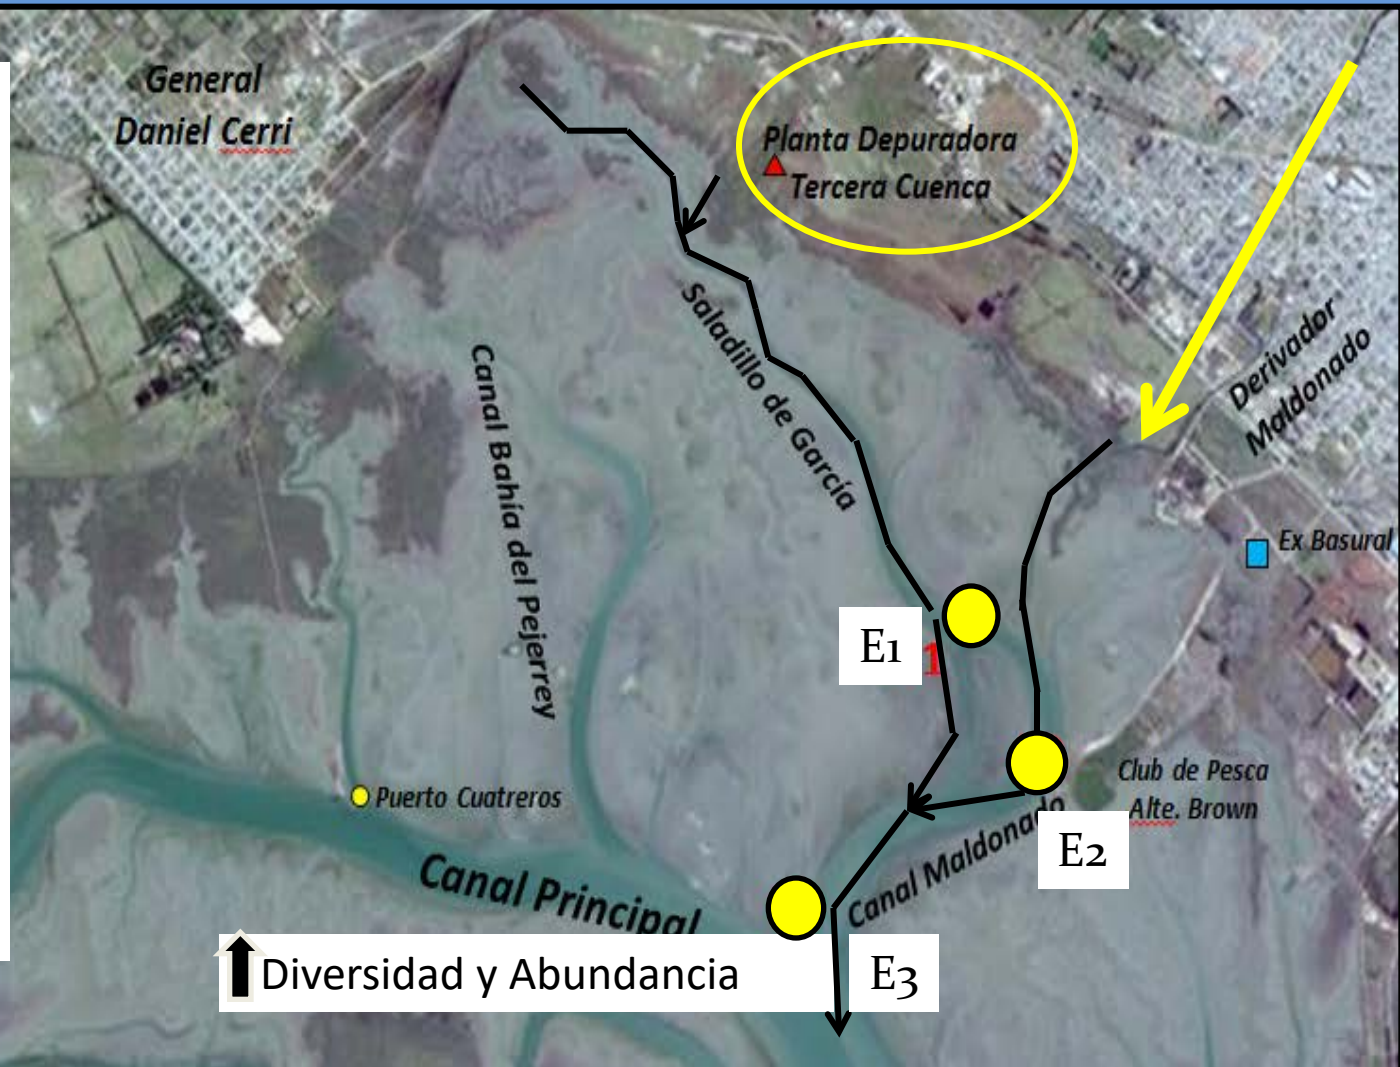 General
Daniel Cerri
Planta Depuradora
Tercera Cuenca
Saladillo de García
Derivador
Maldonado
Canal Bahía del Pejerrey
Ex Basural
E1
1
Puerto Cuatreros
Club de Pesca
Alte. Brown
Canal Maldonado
E2
Canal Principal
Diversidad y Abundancia
E3